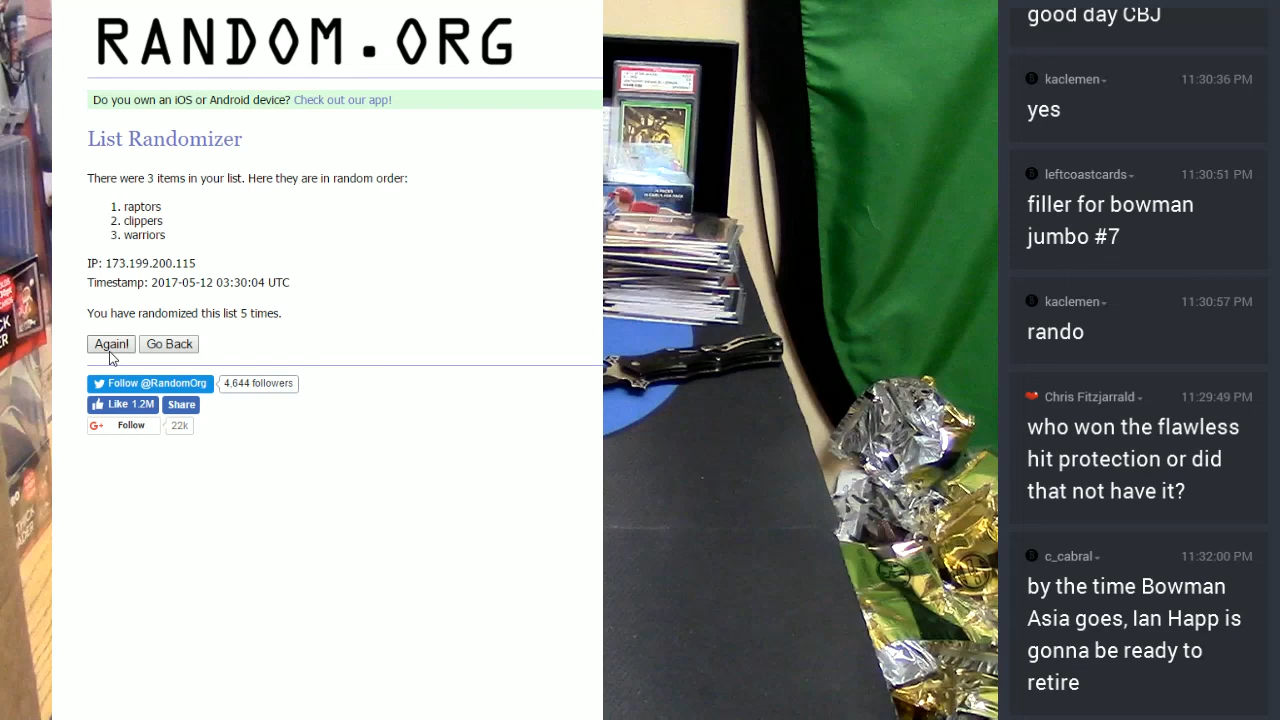 RANDOM.ORG
Do you own an iOS or Android device? Check out our app!
List Randomizer
There were 3 items in your list. Here they are in random order:
1. raptors
2. clippers
3. warriors
IP: 173.199.200.115
Timestamp: 2017-05-12 03:30:04 UTC
You have randomized this list 5 times.
Again! Go Back
Follow @RandomOrg 4,644 followers
Like 1.2M Share
G+ Follow 22k
good day CBJ
kaclemen 11:30:36 PM
yes
leftcoastcards 11:30:51 PM
filler for bowman
jumbo #7
kaclemen 11:30:57 PM
rando
Chris Fitzjarrald 11:29:49 PM
who won the flawless
hit protection or did
that not have it?
c_cabral 11:32:00 PM
by the time Bowman
Asia goes, Ian Happ is
gonna be ready to
retire